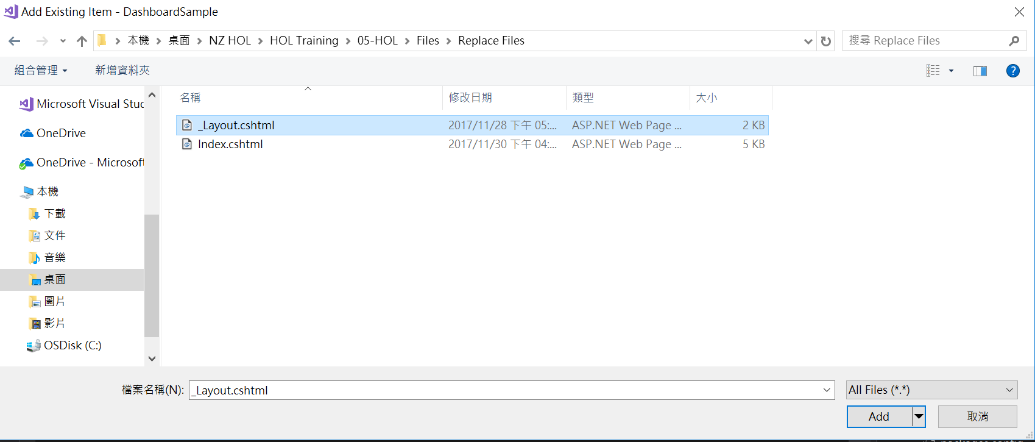 Add Existing Item - DashboardSample
本機 > 桌面 > NZ HOL > HOL Training > 05-HOL > Files > Replace Files
搜尋 Replace Files
組合管理 新增資料夾
名稱 修改日期 類型 大小
_Layout.cshtml 2017/11/28 下午 05:... ASP.NET Web Page ... 2 KB
Index.cshtml 2017/11/30 下午 04:... ASP.NET Web Page ... 5 KB
Microsoft Visual Stuc
OneDrive
OneDrive - Microsoft
本機
下載
文件
音樂
桌面
圖片
影片
OSDisk (C:)
檔案名稱(N): _Layout.cshtml All Files (*.*)
Add 取消